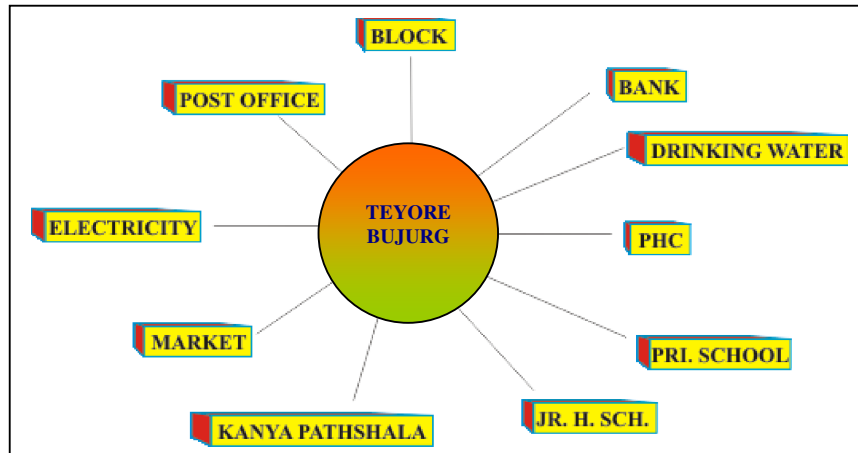 BLOCK
BANK
POST OFFICE
DRINKING WATER
TEYORE
BUJURG
ELECTRICITY
PHC
MARKET
PRI. SCHOOL
JR. H. SCH.
KANYA PATHSHALA